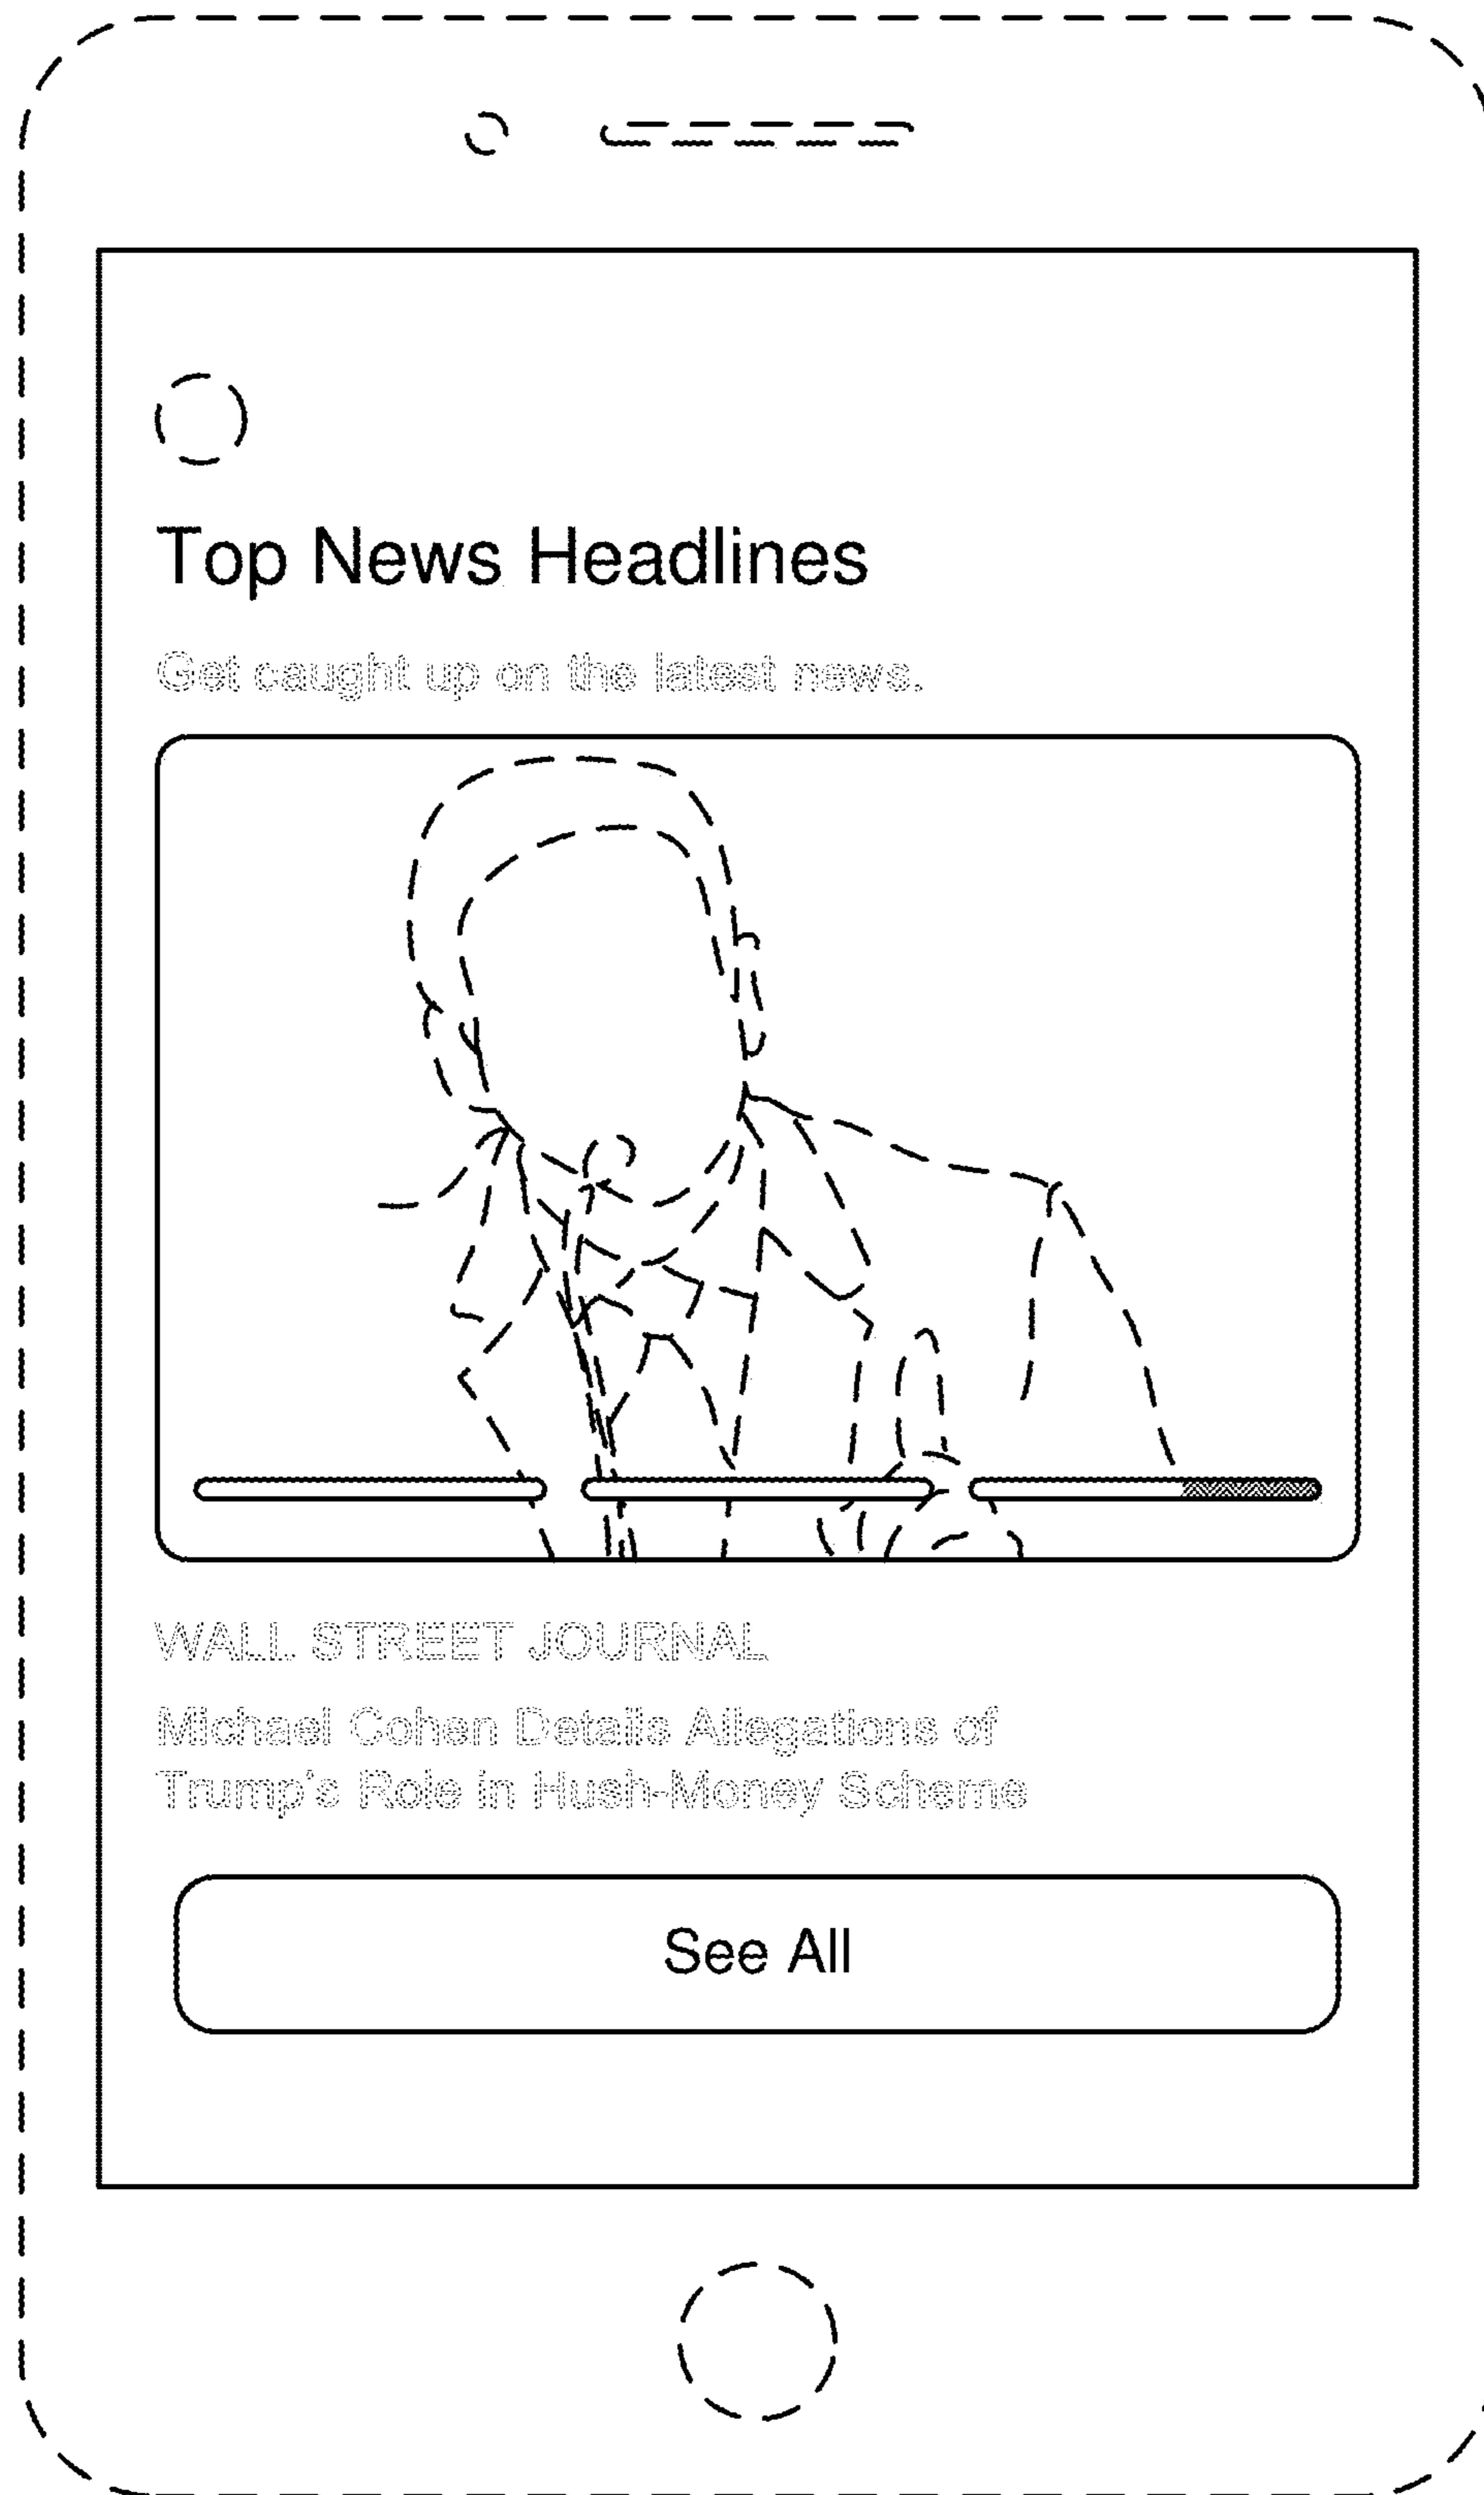 Top News Headlines
Get caught up on the latest news.
WALL STREET JOURNAL
Michael Cohen Details Allegations of
Trump's Role in Hush-Money Scheme
See All